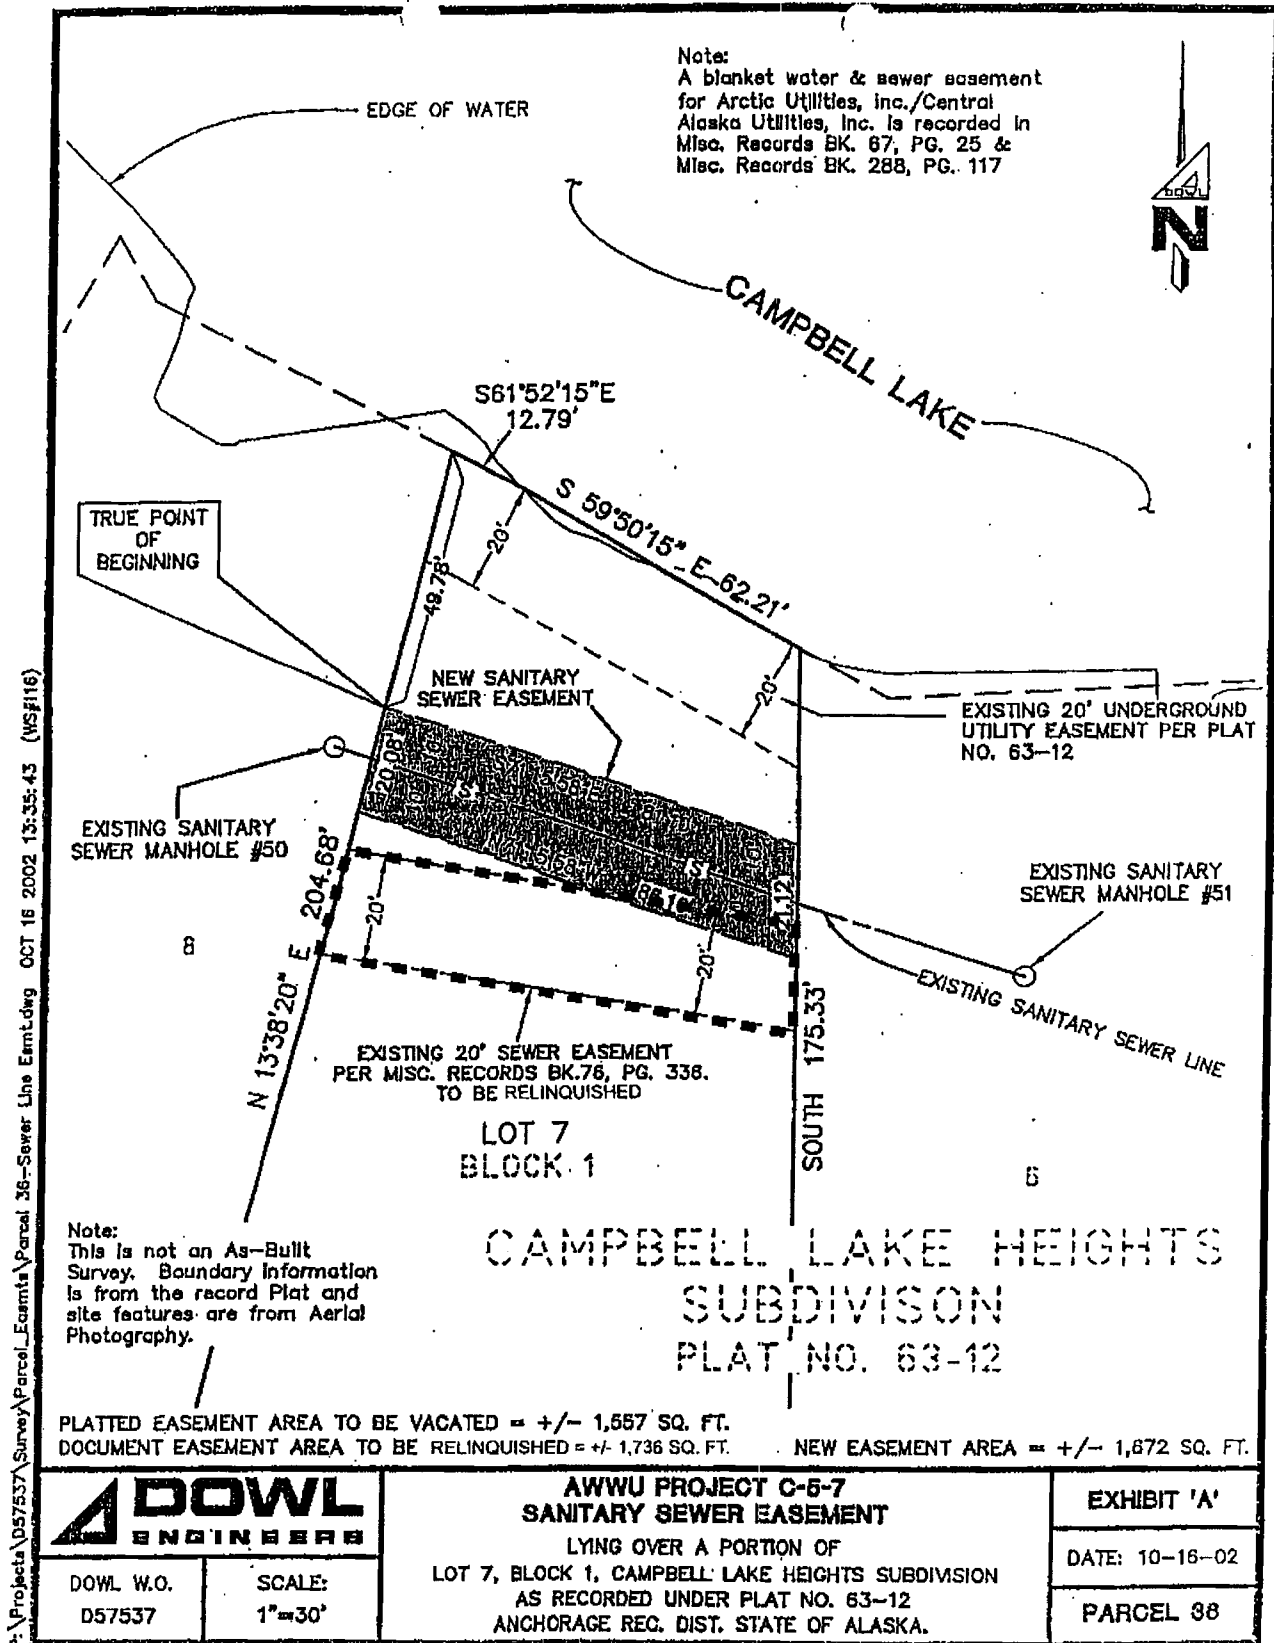 Note:
A blanket water & sewer easement
for Arctic Utilities, Inc./Central
Alaska Utilities, Inc. is recorded in
Misc. Records BK. 67, PG. 25 &
Misc. Records BK. 288, PG. 117
EDGE OF WATER
DOWL
N
CAMPBELL LAKE
S61°52'15"E
12.79'
S 59°50'15" E 62.21'
TRUE POINT
OF
BEGINNING
20'
49.78'
NEW SANITARY
SEWER EASEMENT
20'
EXISTING 20' UNDERGROUND
UTILITY EASEMENT PER PLAT
NO. 63-12
20.08'
S
S
21.12'
EXISTING SANITARY
SEWER MANHOLE #50
EXISTING SANITARY
SEWER MANHOLE #51
EXISTING SANITARY SEWER LINE
N 13°38'20" E 204.68'
8
20'
20'
SOUTH 175.33'
EXISTING 20' SEWER EASEMENT
PER MISC. RECORDS BK.76, PG. 336.
TO BE RELINQUISHED
LOT 7
BLOCK 1
6
CAMPBELL LAKE HEIGHTS
SUBDIVISON
PLAT NO. 63-12
Note:
This is not an As-Built
Survey. Boundary information
is from the record Plat and
site features are from Aerial
Photography.
PLATTED EASEMENT AREA TO BE VACATED = +/- 1,557 SQ. FT.
DOCUMENT EASEMENT AREA TO BE RELINQUISHED = +/- 1,736 SQ. FT.
NEW EASEMENT AREA = +/- 1,672 SQ. FT.
DOWL
ENGINEERS
DOWL W.O.
D57537
SCALE:
1"=30'
AWWU PROJECT C-5-7
SANITARY SEWER EASEMENT
LYING OVER A PORTION OF
LOT 7, BLOCK 1, CAMPBELL LAKE HEIGHTS SUBDIVISION
AS RECORDED UNDER PLAT NO. 63-12
ANCHORAGE REC. DIST. STATE OF ALASKA.
EXHIBIT 'A'
DATE: 10-16-02
PARCEL 36
P:\Projects\D57537\Survey\Parcel_Easmts\Parcel 36-Sewer Line Esmt.dwg OCT 16 2002 13:35:43 (WS#116)